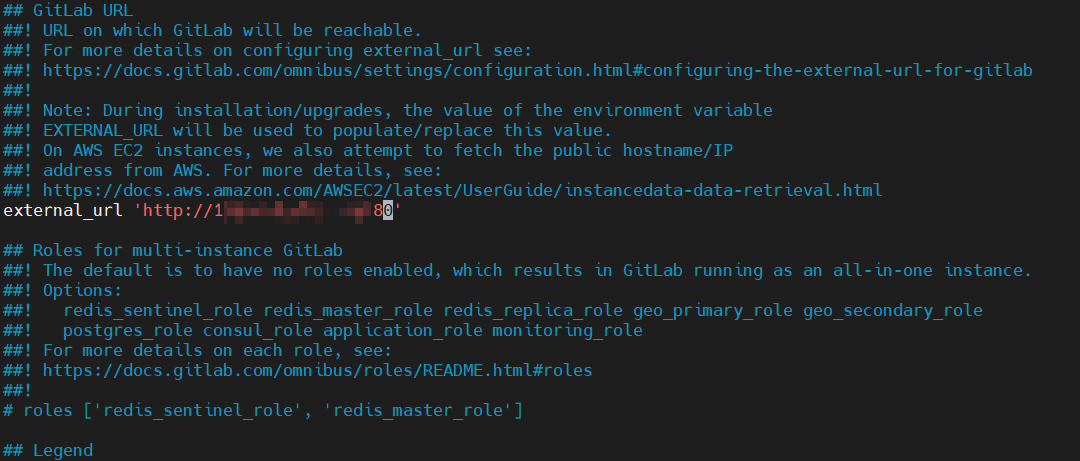 ## GitLab URL
##! URL on which GitLab will be reachable.
##! For more details on configuring external_url see:
##! https://docs.gitlab.com/omnibus/settings/configuration.html#configuring-the-external-url-for-gitlab
##!
##! Note: During installation/upgrades, the value of the environment variable
##! EXTERNAL_URL will be used to populate/replace this value.
##! On AWS EC2 instances, we also attempt to fetch the public hostname/IP
##! address from AWS. For more details, see:
##! https://docs.aws.amazon.com/AWSEC2/latest/UserGuide/instancedata-data-retrieval.html
external_url 'http://1 80'
## Roles for multi-instance GitLab
##! The default is to have no roles enabled, which results in GitLab running as an all-in-one instance.
##! Options:
##!   redis_sentinel_role redis_master_role redis_replica_role geo_primary_role geo_secondary_role
##!   postgres_role consul_role application_role monitoring_role
##! For more details on each role, see:
##! https://docs.gitlab.com/omnibus/roles/README.html#roles
##!
# roles ['redis_sentinel_role', 'redis_master_role']
## Legend